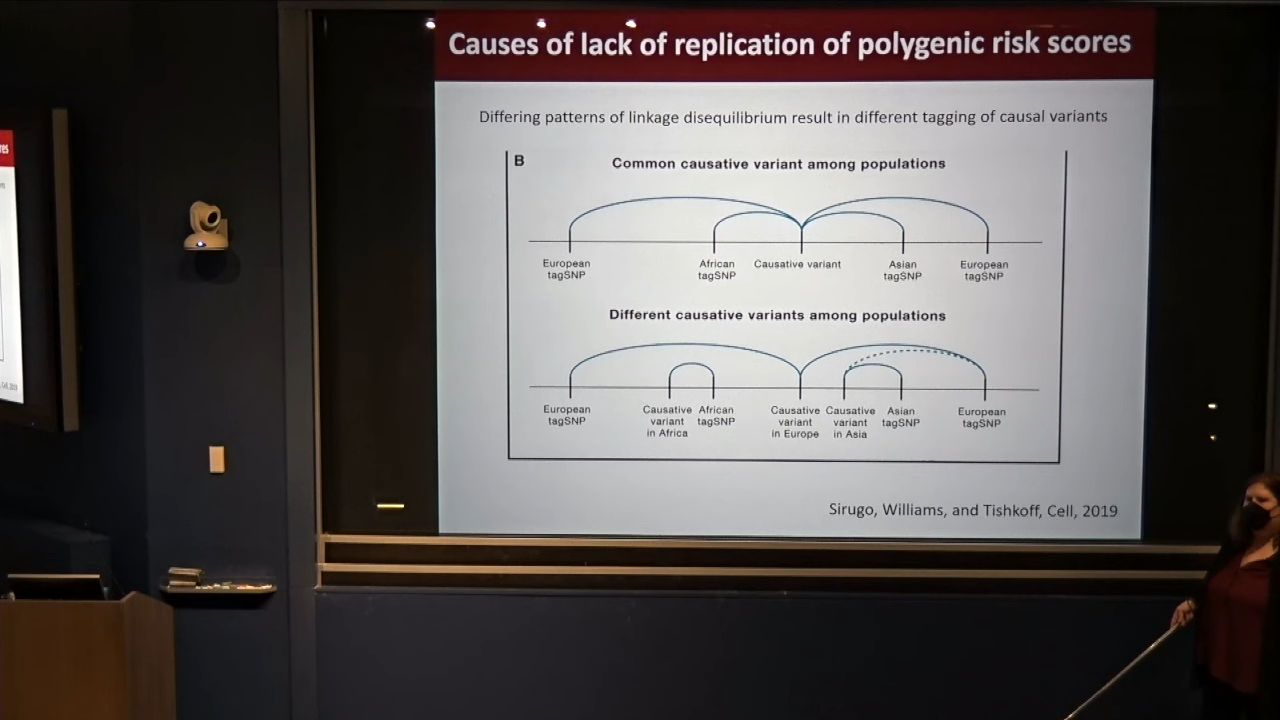 Causes of lack of replication of polygenic risk scores
Differing patterns of linkage disequilibrium result in different tagging of causal variants
B
Common causative variant among populations
European tagSNP
African tagSNP
Causative variant
Asian tagSNP
European tagSNP
Different causative variants among populations
European tagSNP
Causative variant in Africa
African tagSNP
Causative variant in Europe
Causative variant in Asia
Asian tagSNP
European tagSNP
Sirugo, Williams, and Tishkoff, Cell, 2019